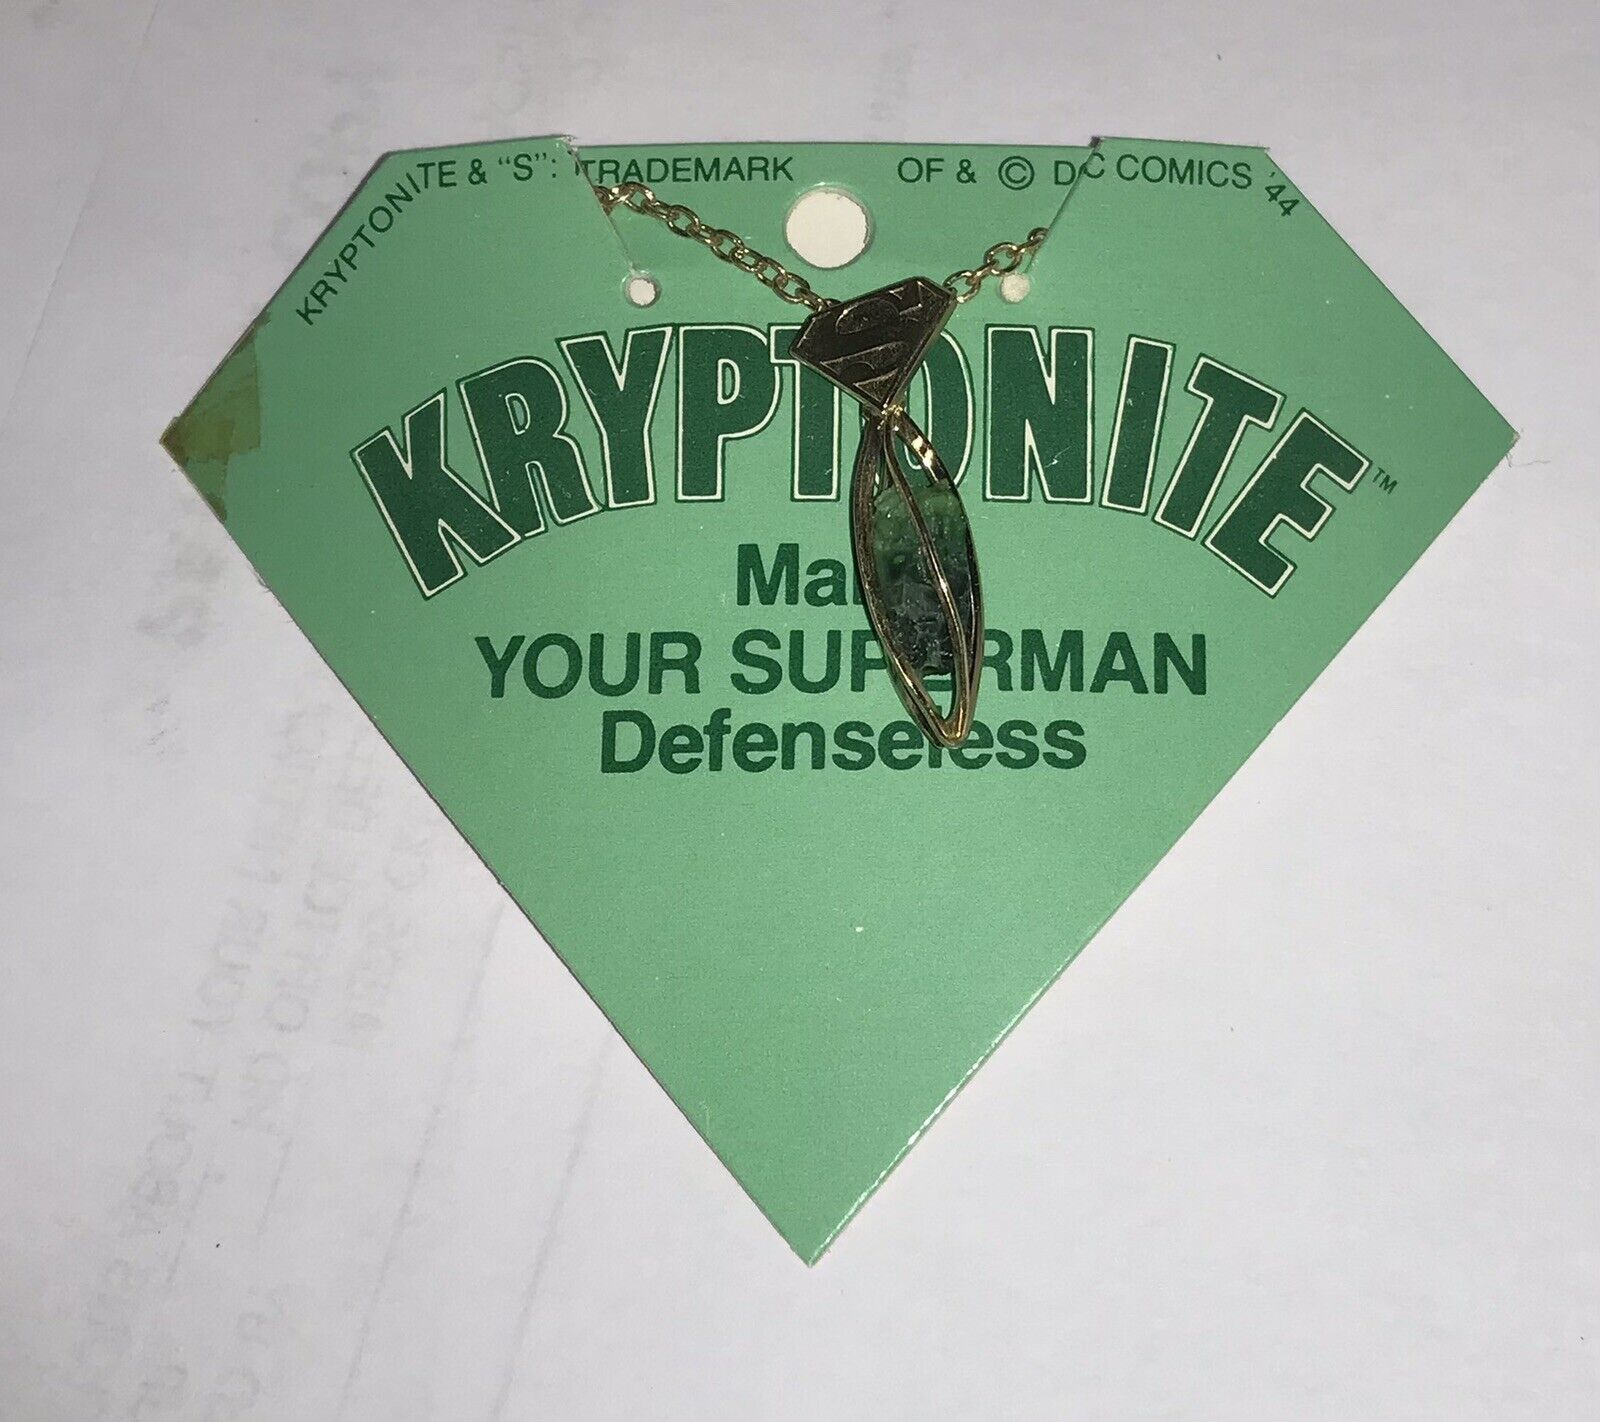 KRYPTONITE & "S": TRADEMARK OF & © DC COMICS '44
KRYPTONITE™
YOUR SUPERMAN
Defenseless